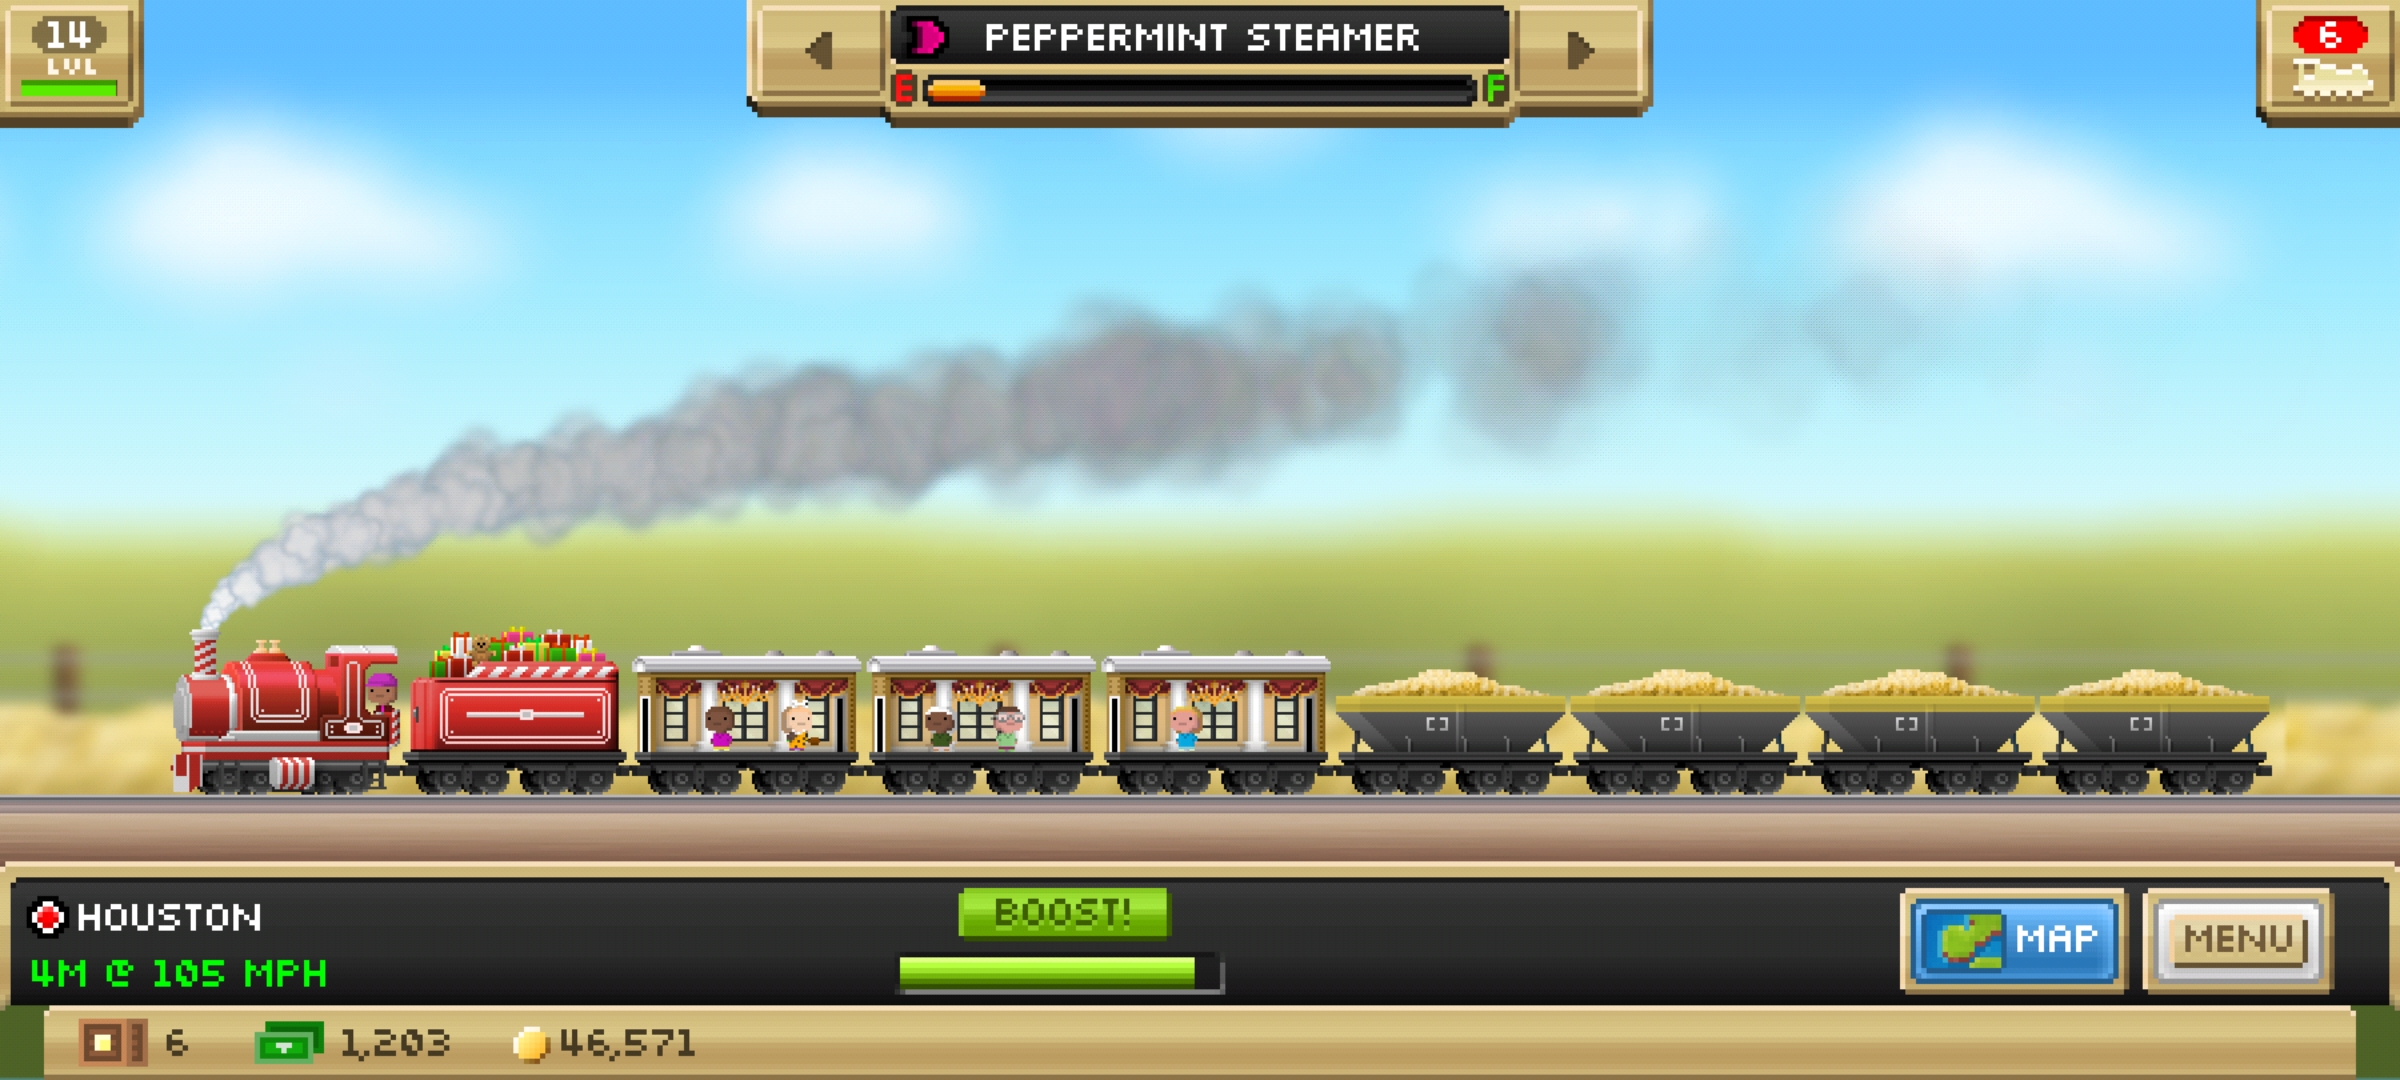 14
LVL
PEPPERMINT STEAMER
E F
6
HOUSTON
4M @ 105 MPH
BOOST!
MAP
MENU
6
1,203
46,571